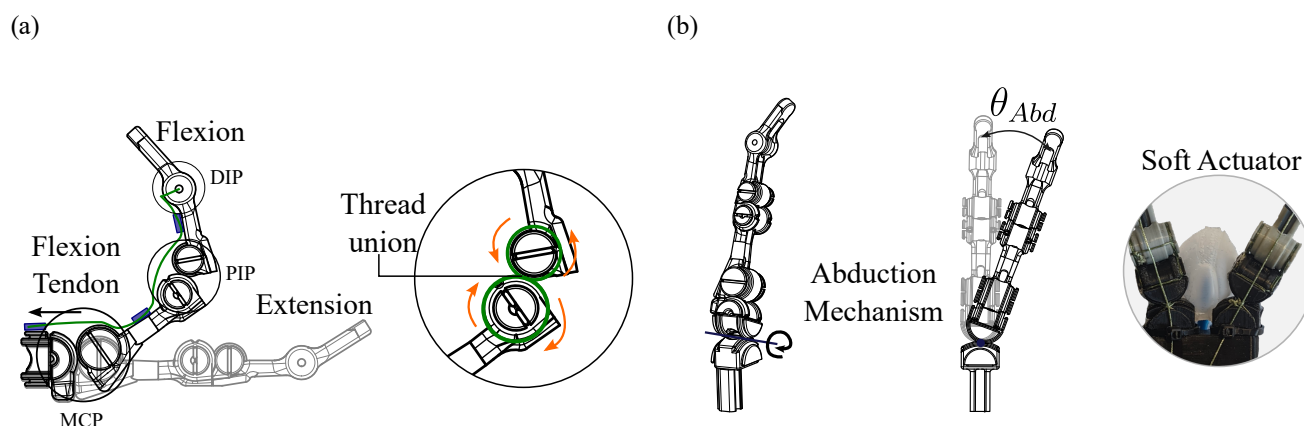 (a)
(b)
Flexion
DIP
Flexion
Tendon
PIP
Extension
MCP
Thread
union
Abduction
Mechanism
θ_Abd
Soft Actuator